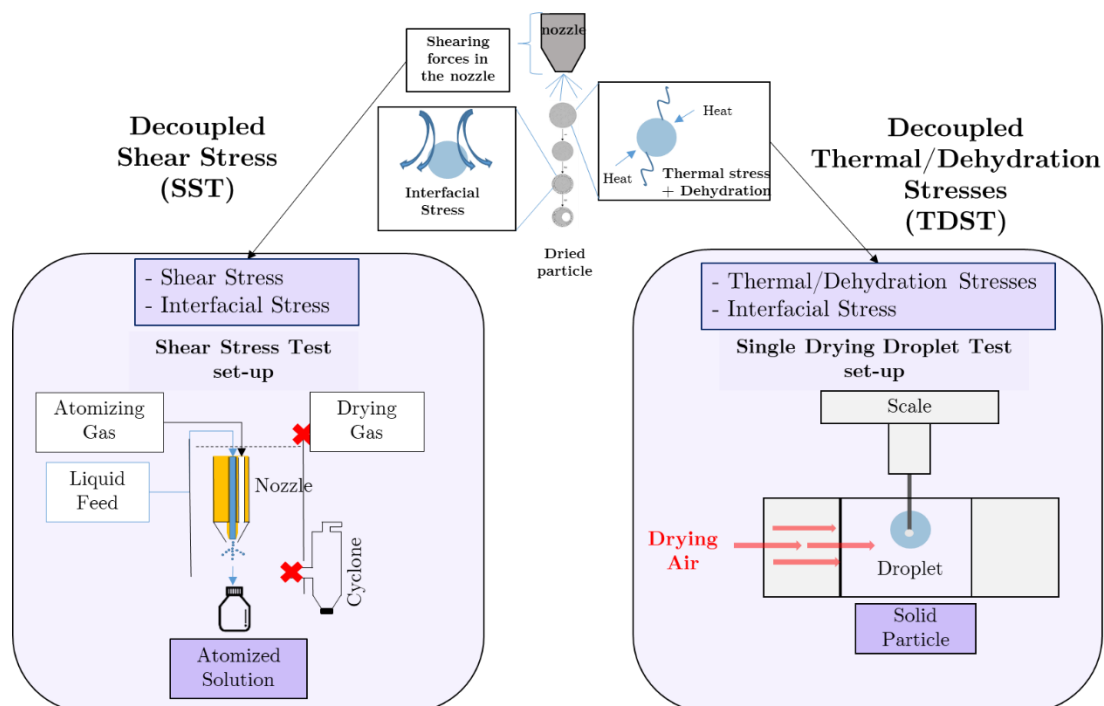 nozzle
Shearing
forces in
the nozzle
Heat
Heat
Thermal stress
+ Dehydration
Interfacial
Stress
Dried
particle
Decoupled
Shear Stress
(SST)
Decoupled
Thermal/Dehydration
Stresses
(TDST)
- Shear Stress
- Interfacial Stress
Shear Stress Test
set-up
Atomizing
Gas
Drying
Gas
Liquid
Feed
Nozzle
Cyclone
Atomized
Solution
- Thermal/Dehydration Stresses
- Interfacial Stress
Single Drying Droplet Test
set-up
Scale
Drying
Air
Droplet
Solid
Particle